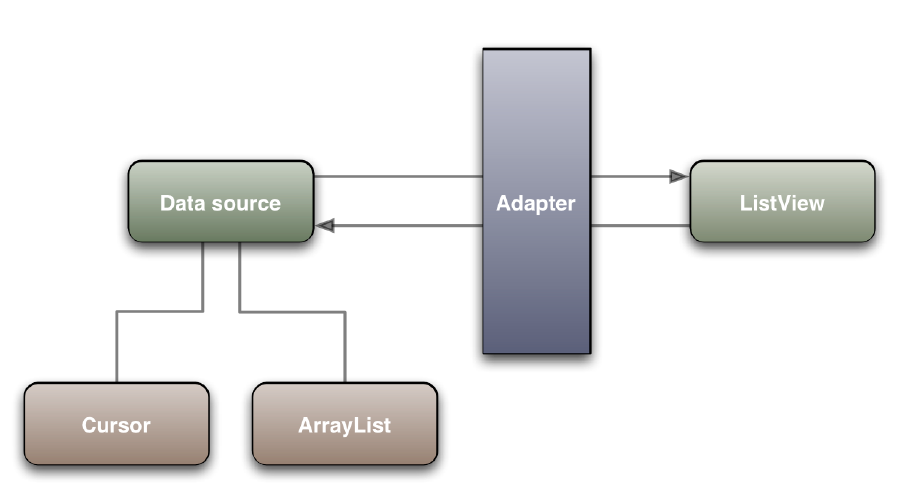 Data source
Adapter
ListView
Cursor
ArrayList